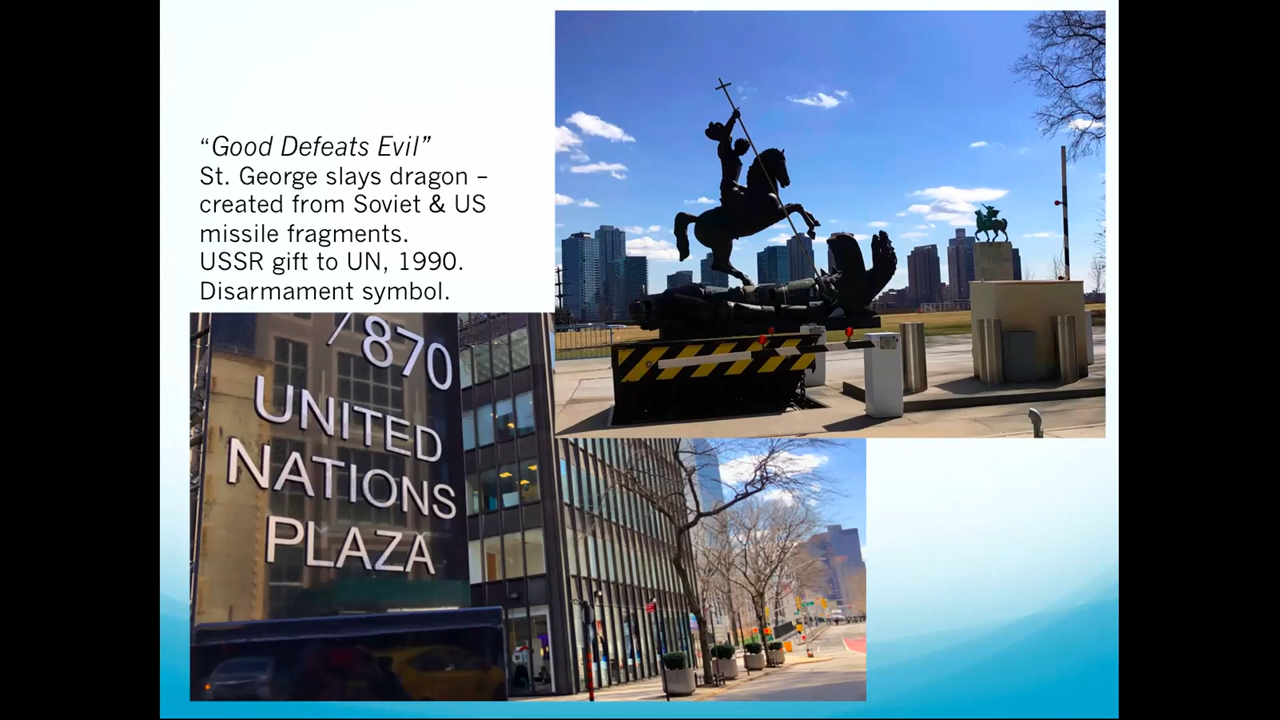 “Good Defeats Evil”
St. George slays dragon –
created from Soviet & US
missile fragments.
USSR gift to UN, 1990.
Disarmament symbol.
870
UNITED
NATIONS
PLAZA